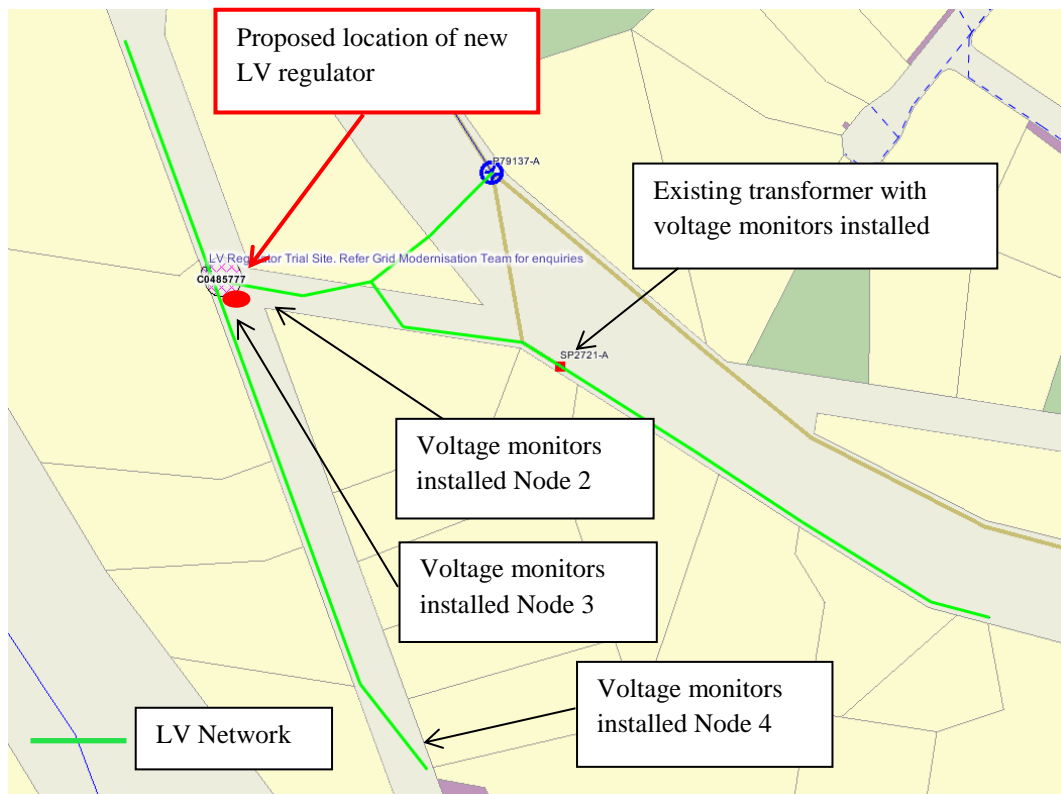 Proposed location of new
LV regulator
P79137-A
Existing transformer with
voltage monitors installed
LV Regulator Trial Site. Refer Grid Modernisation Team for enquiries
C0485777
SP2721-A
Voltage monitors
installed Node 2
Voltage monitors
installed Node 3
Voltage monitors
installed Node 4
LV Network